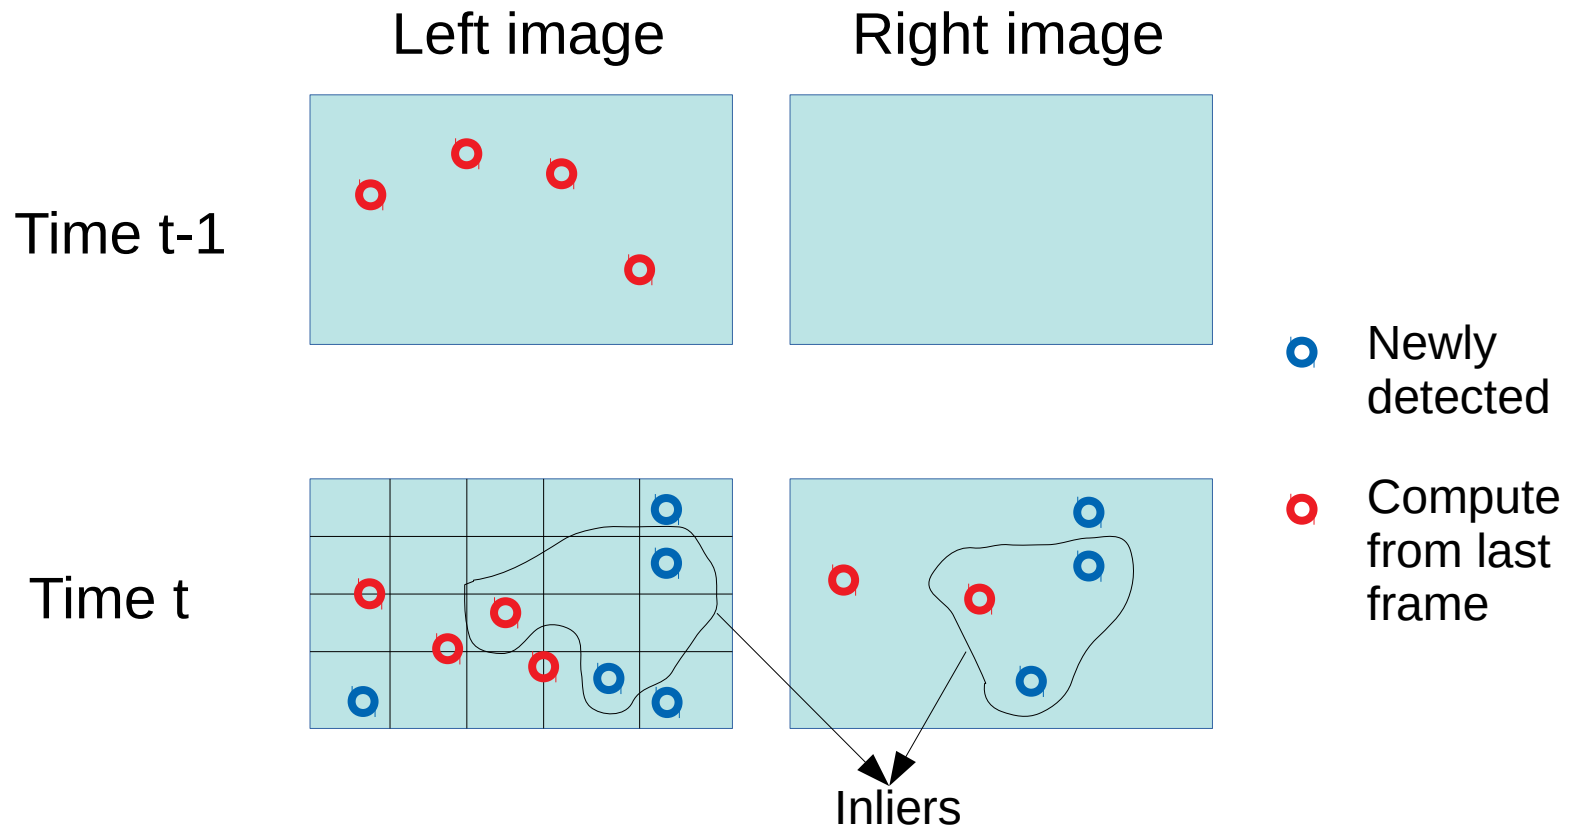 Left image
Right image
Time t-1
Newly
detected
Compute
from last
frame
Time t
Inliers